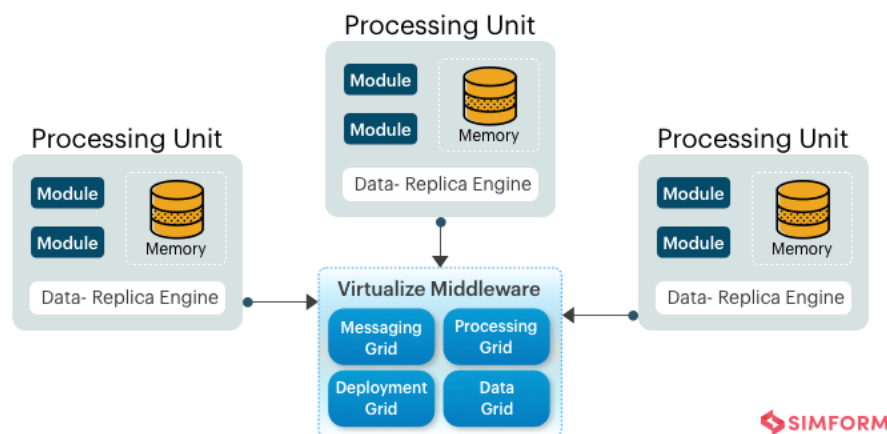 Processing Unit
Module
Module
Memory
Data- Replica Engine
Processing Unit
Module
Module
Memory
Data- Replica Engine
Processing Unit
Module
Module
Memory
Data- Replica Engine
Virtualize Middleware
Messaging
Grid
Processing
Grid
Deployment
Grid
Data
Grid
SIMFORM